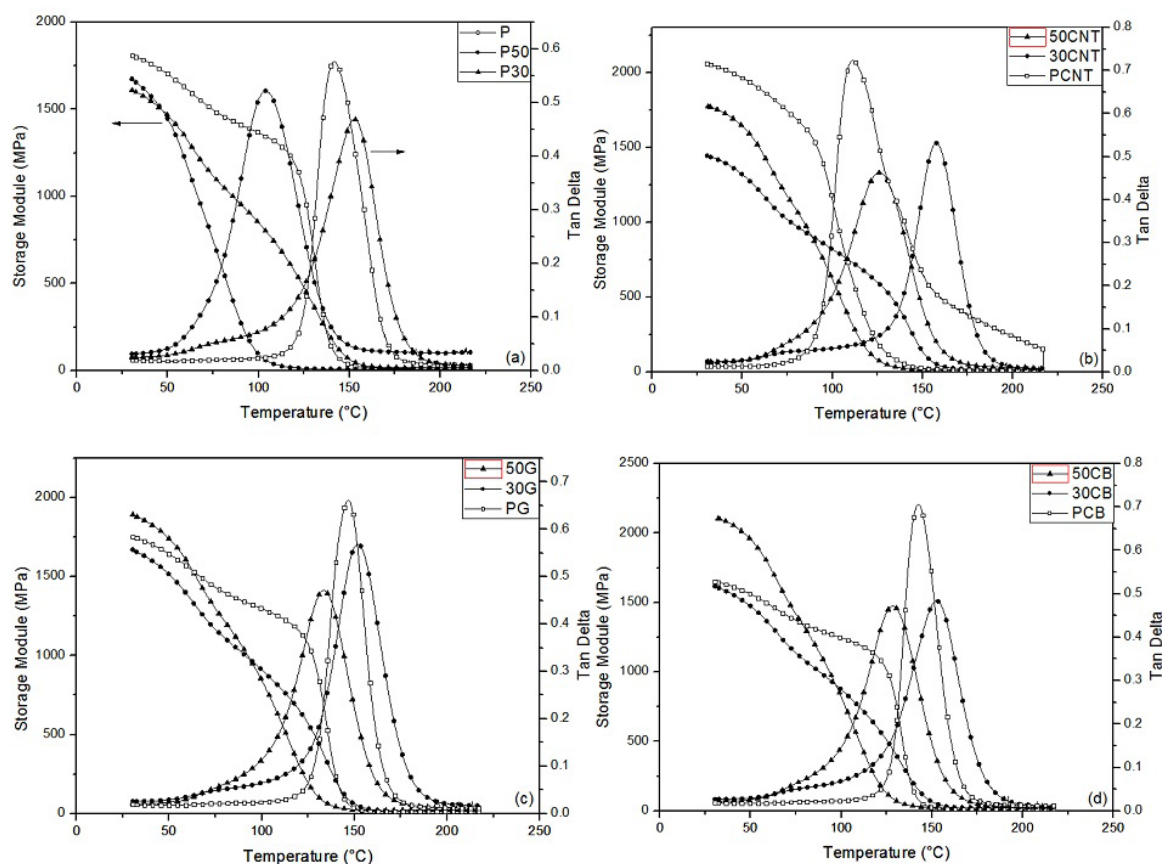 2000
1500
1000
500
0
Storage Module (MPa)
P
P50
P30
0.6
0.5
0.4
0.3
0.2
0.1
0.0
Tan Delta
(a)
0 50 100 150 200 250
Temperature (°C)
2000
1500
1000
500
0
Storage Module (MPa)
50CNT
30CNT
PCNT
0.8
0.7
0.6
0.5
0.4
0.3
0.2
0.1
0.0
Tan Delta
(b)
0 50 100 150 200 250
Temperature (°C)
2000
1500
1000
500
0
Storage Module (MPa)
50G
30G
PG
0.7
0.6
0.5
0.4
0.3
0.2
0.1
0.0
Tan Delta
(c)
0 50 100 150 200 250
Temperature (°C)
2500
2000
1500
1000
500
0
Storage Module (MPa)
50CB
30CB
PCB
0.8
0.7
0.6
0.5
0.4
0.3
0.2
0.1
0.0
Tan Delta
(d)
0 50 100 150 200 250
Temperature (°C)